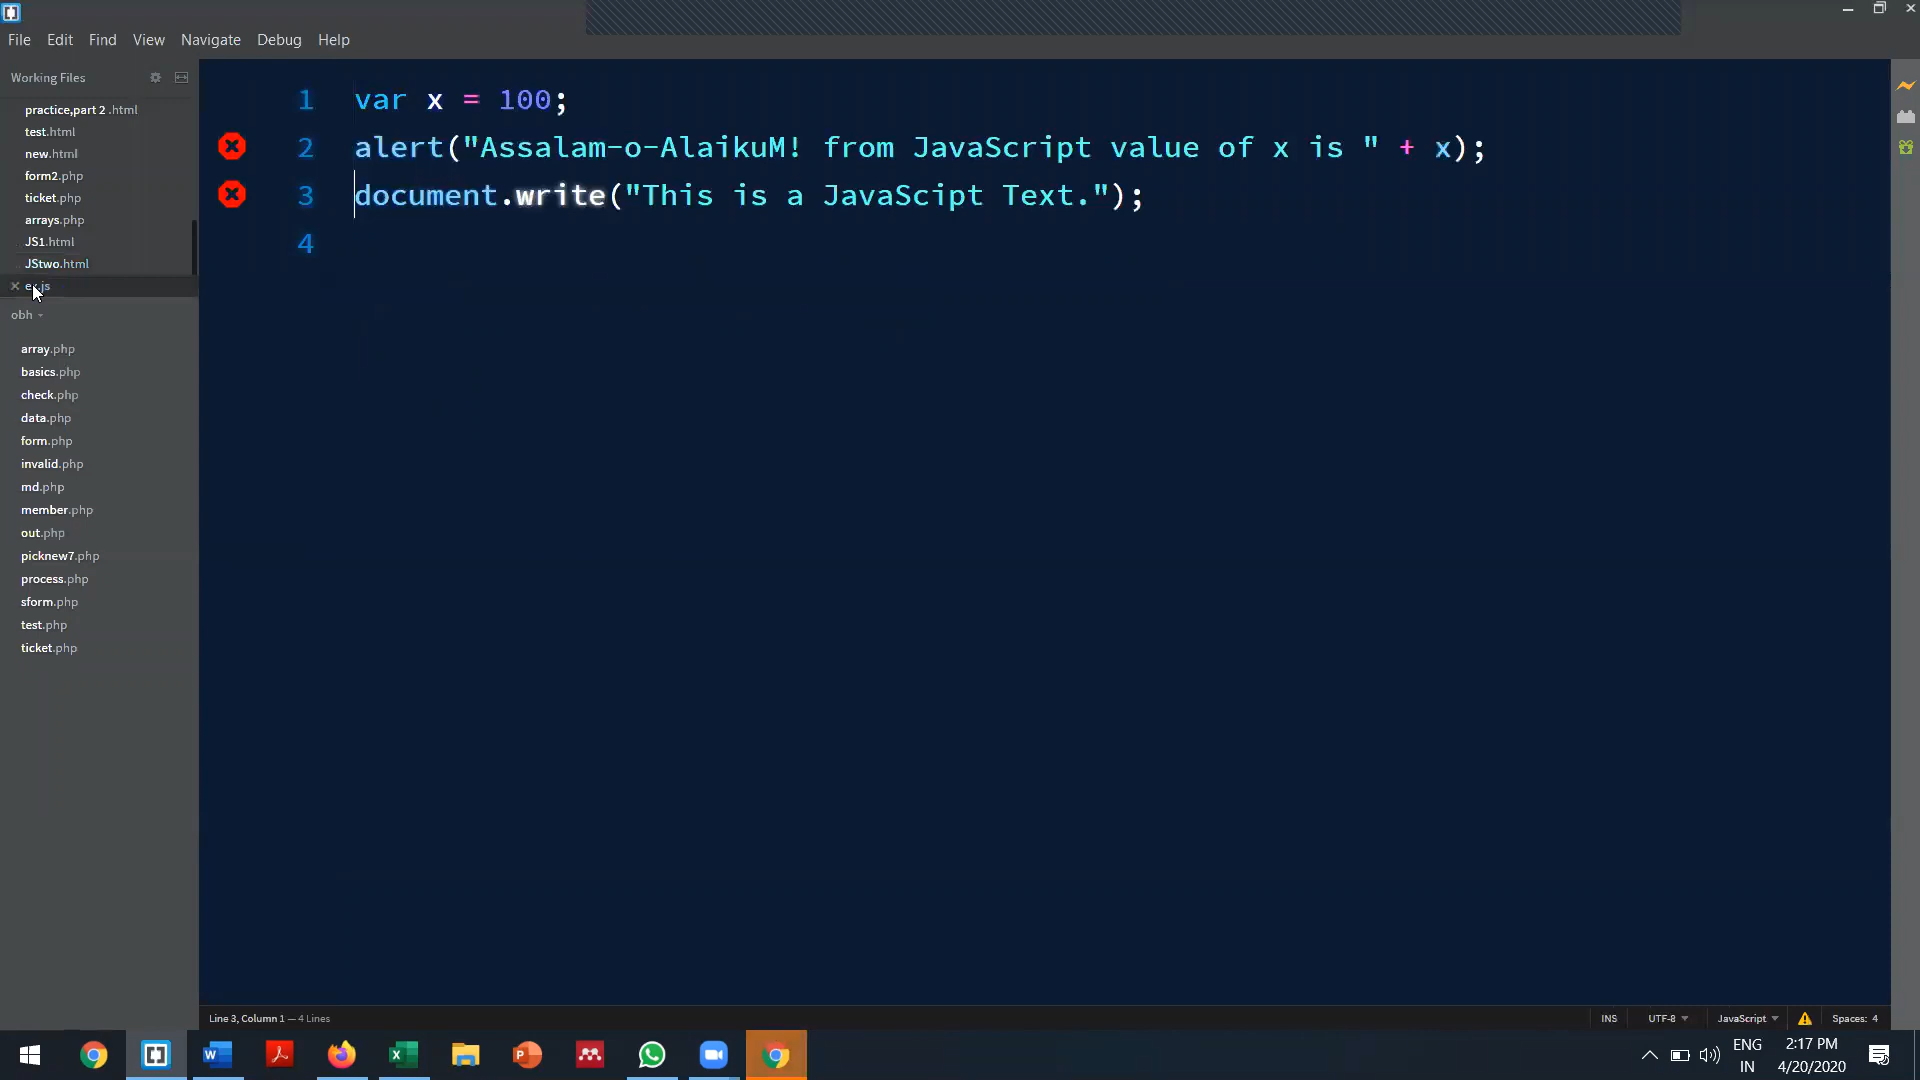 File Edit Find View Navigate Debug Help
Working Files
practice,part 2 .html
test.html
new.html
form2.php
ticket.php
arrays.php
JS1.html
JStwo.html
ex.js
obh
array.php
basics.php
check.php
data.php
form.php
invalid.php
md.php
member.php
out.php
picknew7.php
process.php
sform.php
test.php
ticket.php
1 var x = 100;
2 alert("Assalam-o-AlaikuM! from JavaScript value of x is " + x);
3 document.write("This is a JavaScipt Text.");
4
Line 3, Column 1 — 4 Lines
INS UTF-8 JavaScript Spaces: 4
ENG
IN
2:17 PM
4/20/2020